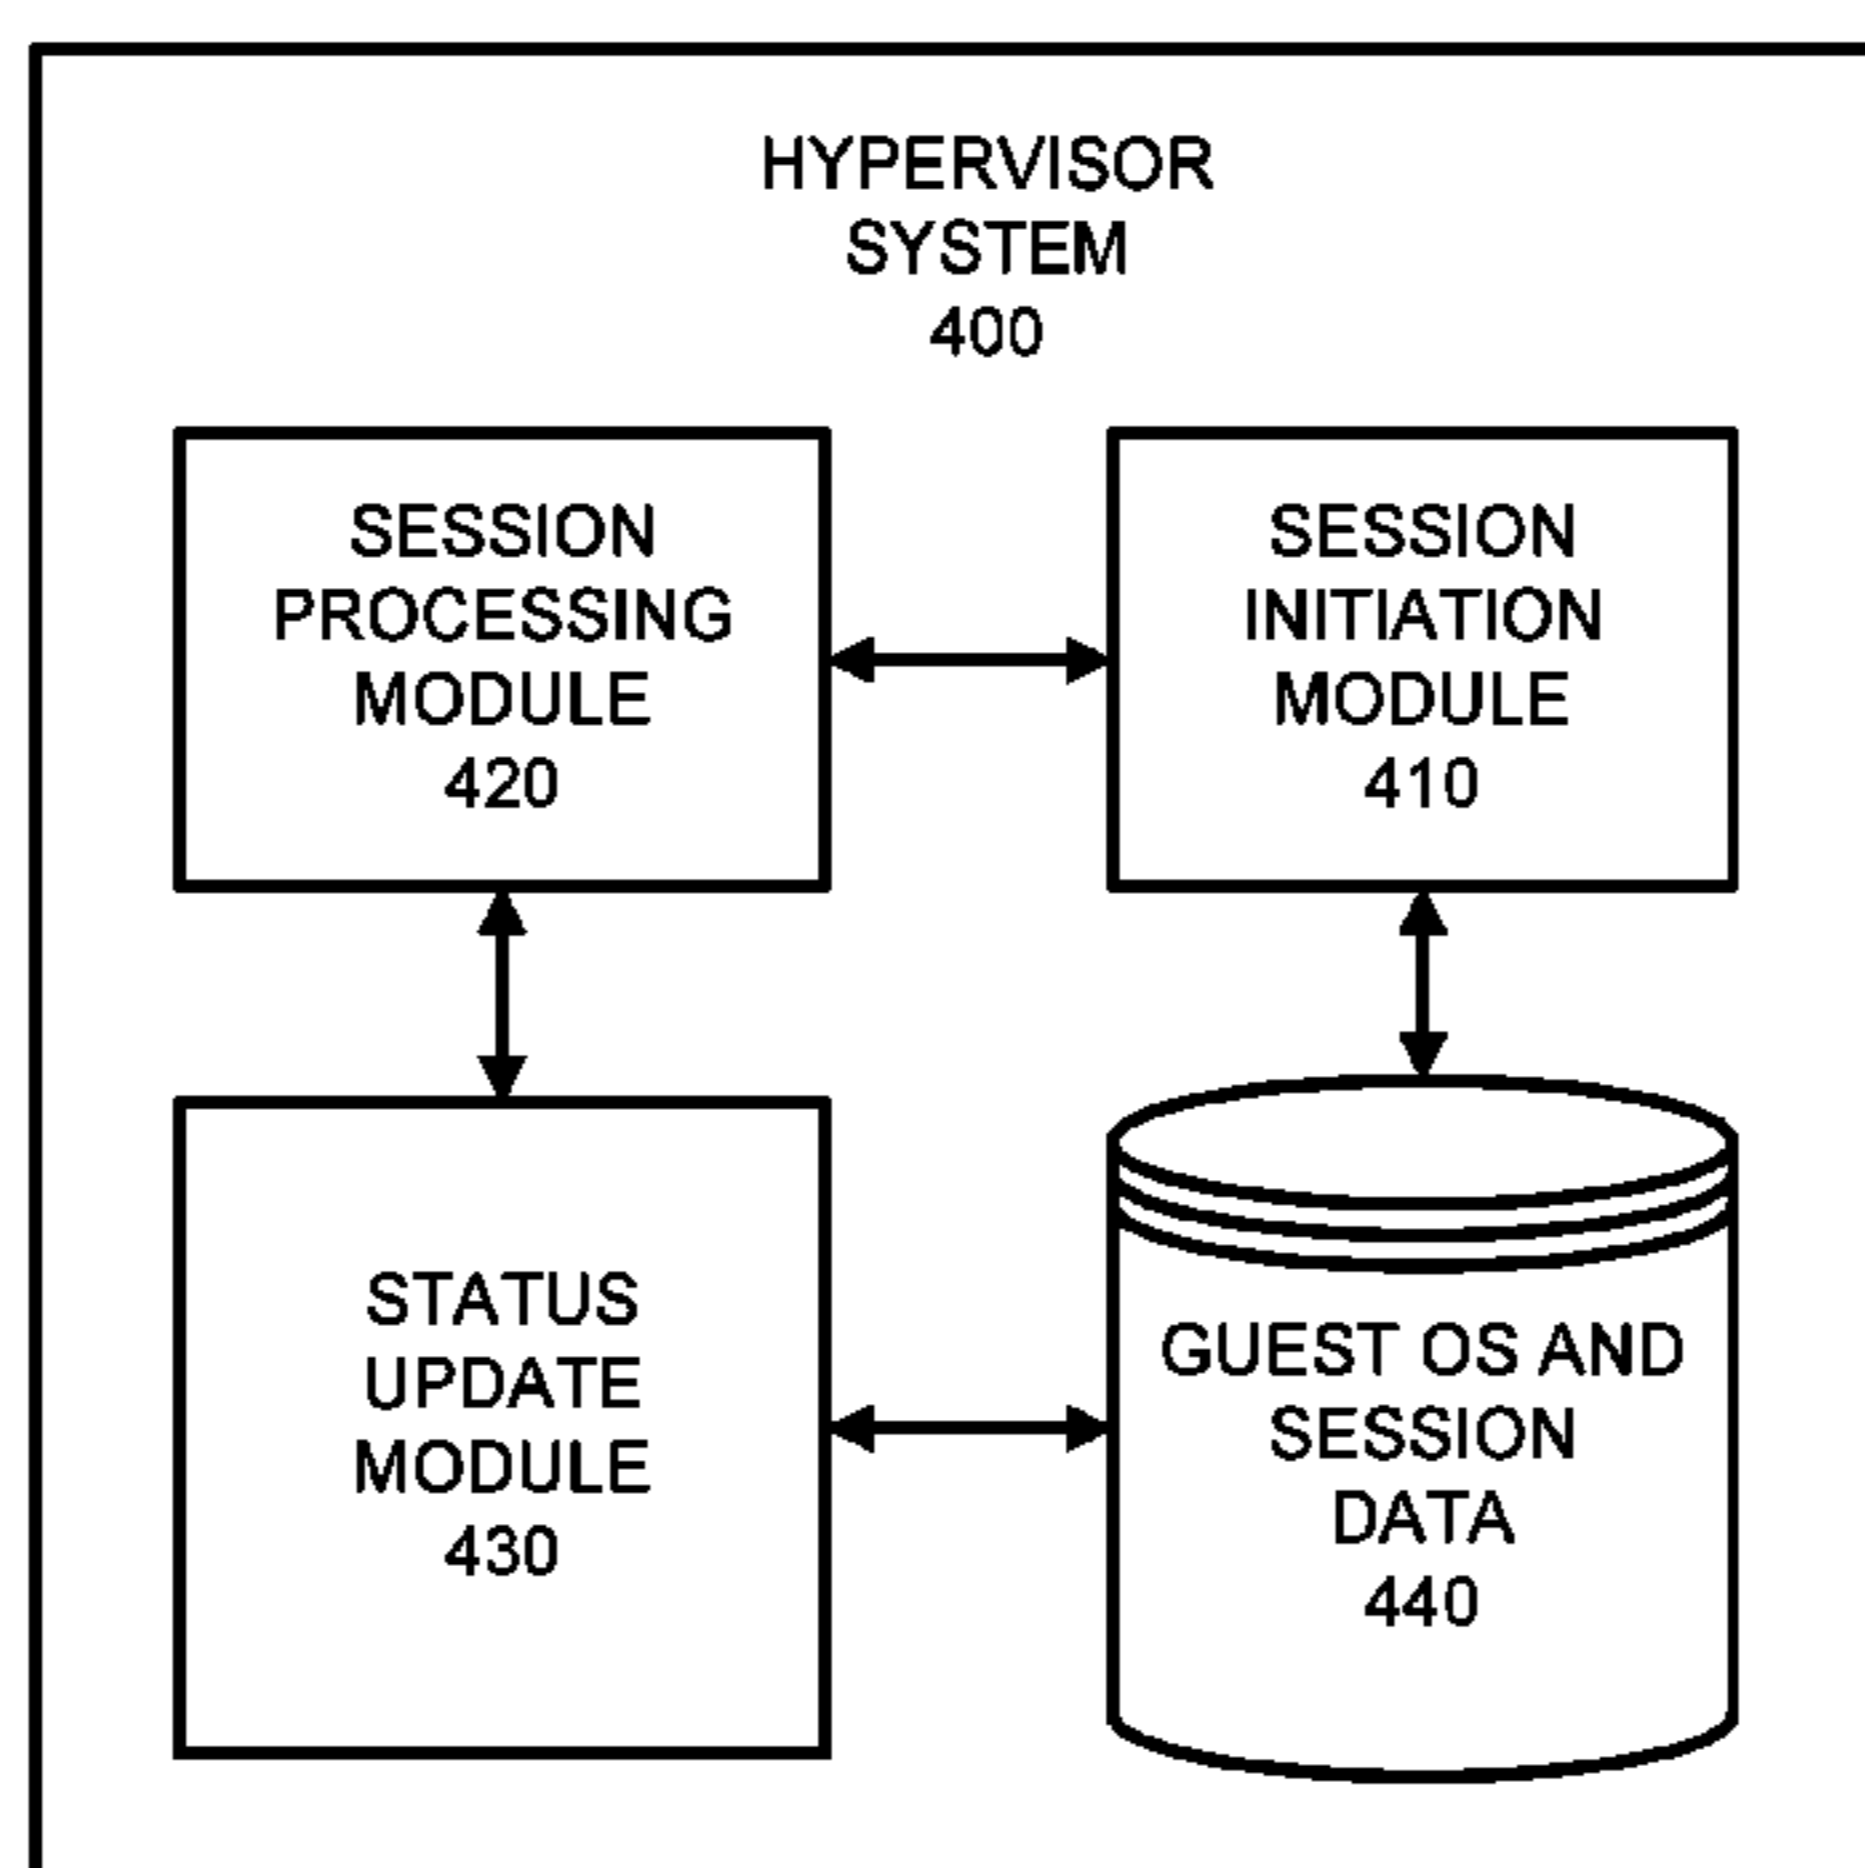 HYPERVISOR
SYSTEM
400
SESSION
PROCESSING
MODULE
420
SESSION
INITIATION
MODULE
410
STATUS
UPDATE
MODULE
430
GUEST OS AND
SESSION
DATA
440